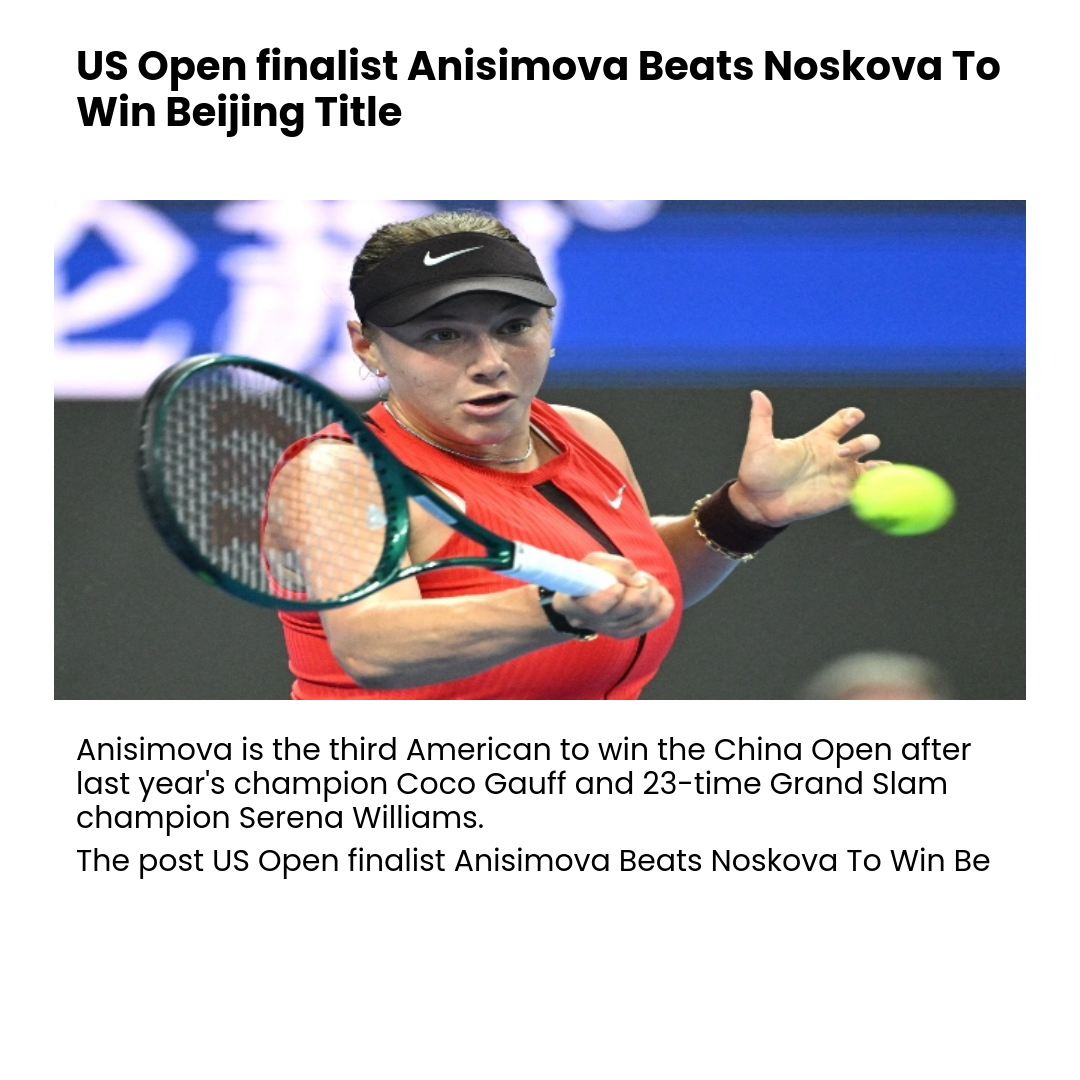 US Open finalist Anisimova Beats Noskova To
Win Beijing Title
Anisimova is the third American to win the China Open after
last year's champion Coco Gauff and 23-time Grand Slam
champion Serena Williams.
The post US Open finalist Anisimova Beats Noskova To Win Be